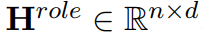 𝐇^{role} ∈ ℝ^{n×d}